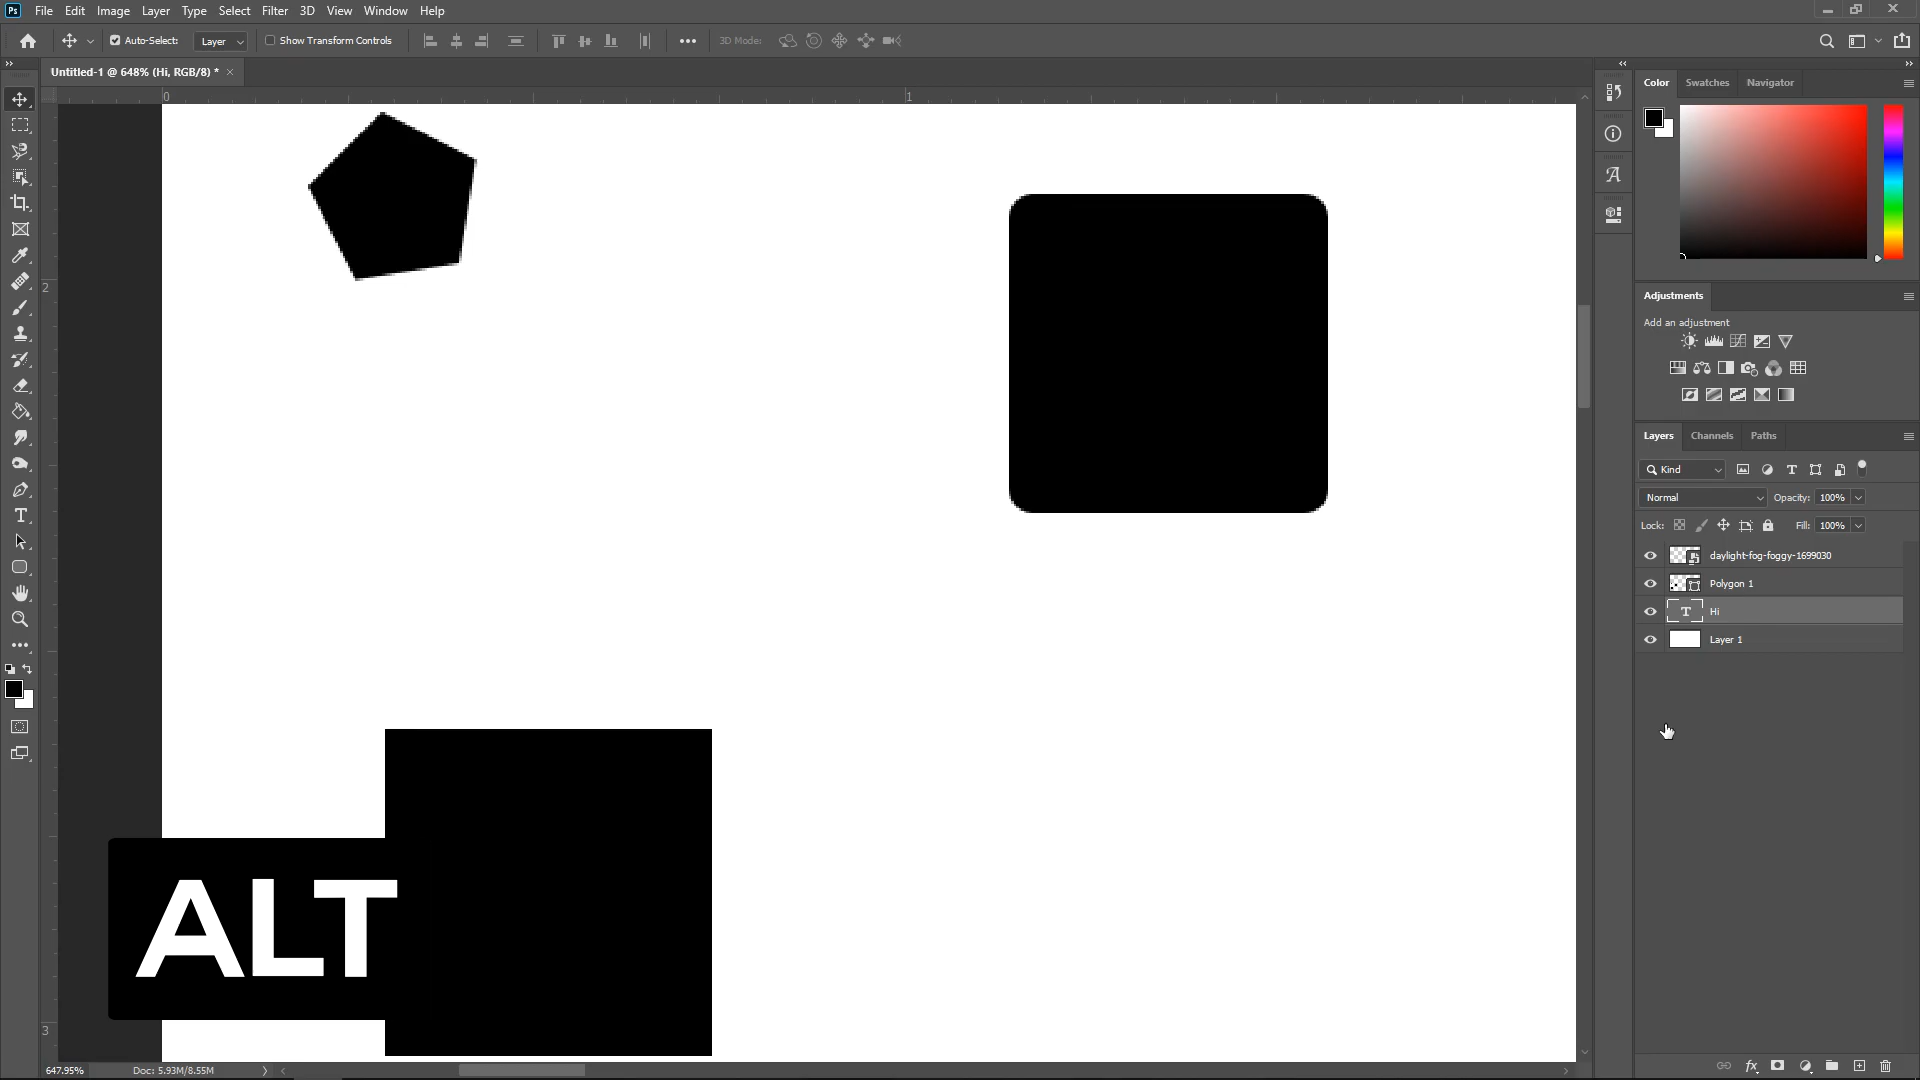 Ps File Edit Image Layer Type Select Filter 3D View Window Help
Auto-Select: Layer Show Transform Controls 3D Mode:
Untitled-1 @ 648% (Hi, RGB/8) * ×
0 1
2
3
ALT
647.95% Doc: 5.93M/8.55M
Color Swatches Navigator
Adjustments
Add an adjustment
Layers Channels Paths
Kind
Normal Opacity: 100%
Lock: Fill: 100%
daylight-fog-foggy-1699030
Polygon 1
T Hi
Layer 1
fx